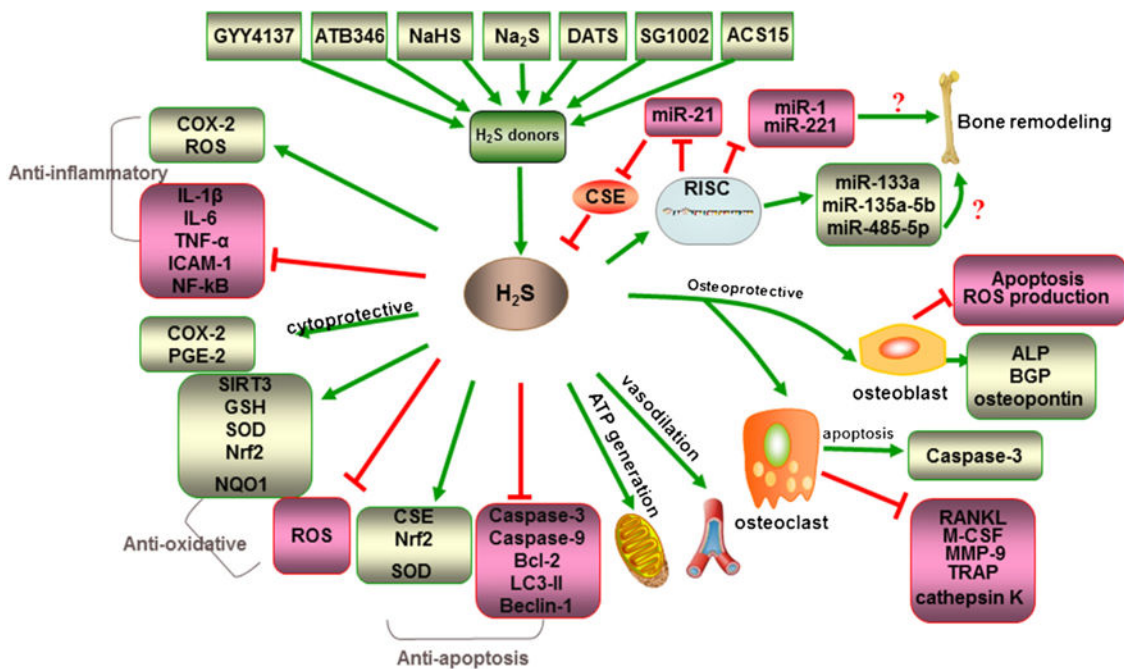 GYY4137
ATB346
NaHS
Na₂S
DATS
SG1002
ACS15
H₂S donors
miR-21
miR-1
miR-221
?
Bone remodeling
COX-2
ROS
Anti-inflammatory
IL-1β
IL-6
TNF-α
ICAM-1
NF-kB
CSE
RISC
miR-133a
miR-135a-5b
miR-485-5p
?
H₂S
Osteoprotective
Apoptosis
ROS production
cytoprotective
COX-2
PGE-2
osteoblast
ALP
BGP
osteopontin
SIRT3
GSH
SOD
Nrf2
NQO1
Anti-oxidative
ROS
CSE
Nrf2
SOD
Caspase-3
Caspase-9
Bcl-2
LC3-II
Beclin-1
Anti-apoptosis
ATP generation
vasodilation
osteoclast
apoptosis
Caspase-3
RANKL
M-CSF
MMP-9
TRAP
cathepsin K